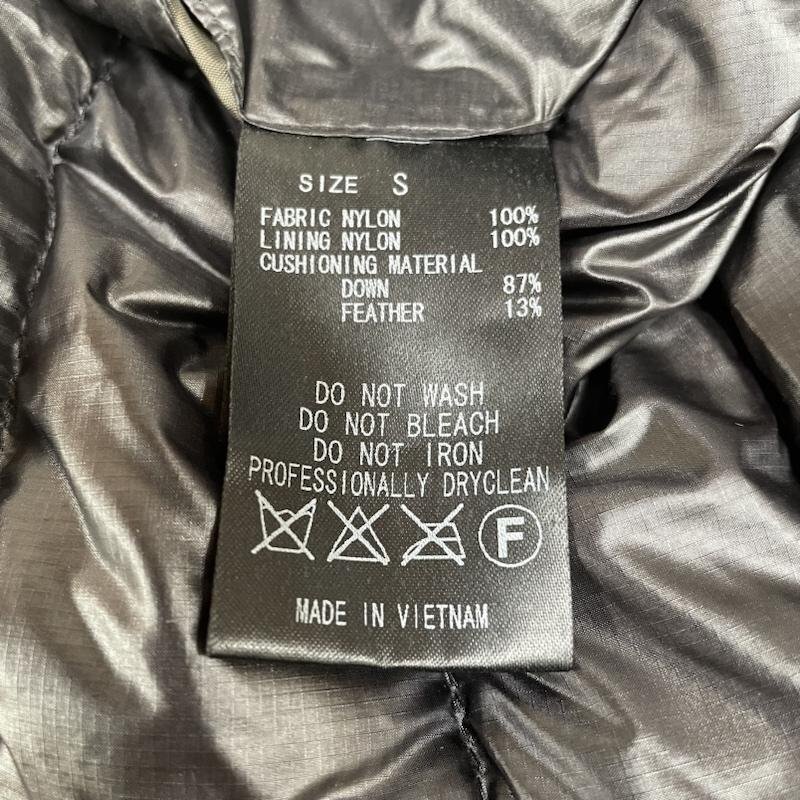 SIZE S
FABRIC NYLON 100%
LINING NYLON 100%
CUSHIONING MATERIAL
DOWN 87%
FEATHER 13%
DO NOT WASH
DO NOT BLEACH
DO NOT IRON
PROFESSIONALLY DRYCLEAN
F
MADE IN VIETNAM